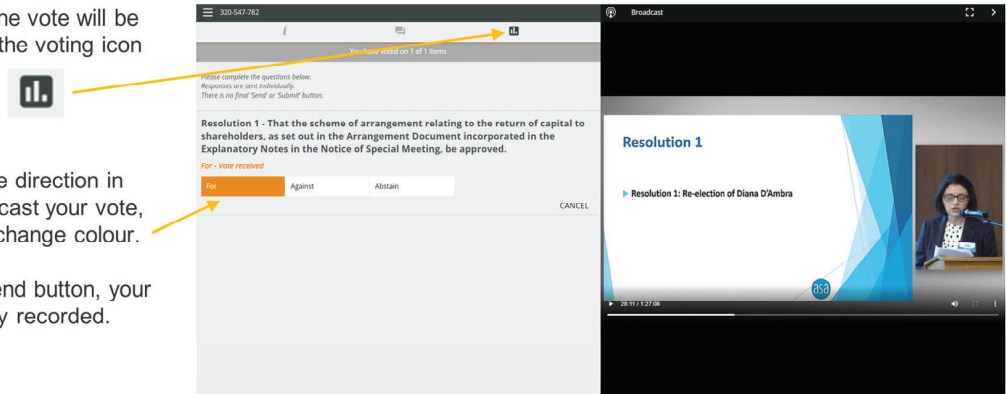 he vote will be
the voting icon
e direction in
cast your vote,
change colour.
end button, your
y recorded.
320-547-782
i
You have voted on 1 of 1 items
Please complete the questions below.
Responses are sent individually.
There is no final 'Send' or 'Submit' button.
Resolution 1 - That the scheme of arrangement relating to the return of capital to
shareholders, as set out in the Arrangement Document incorporated in the
Explanatory Notes in the Notice of Special Meeting, be approved.
For - Vote received
For Against Abstain
CANCEL
Broadcast
Resolution 1
Resolution 1: Re-election of Diana D'Ambra
asa
28:11 / 1:27:06